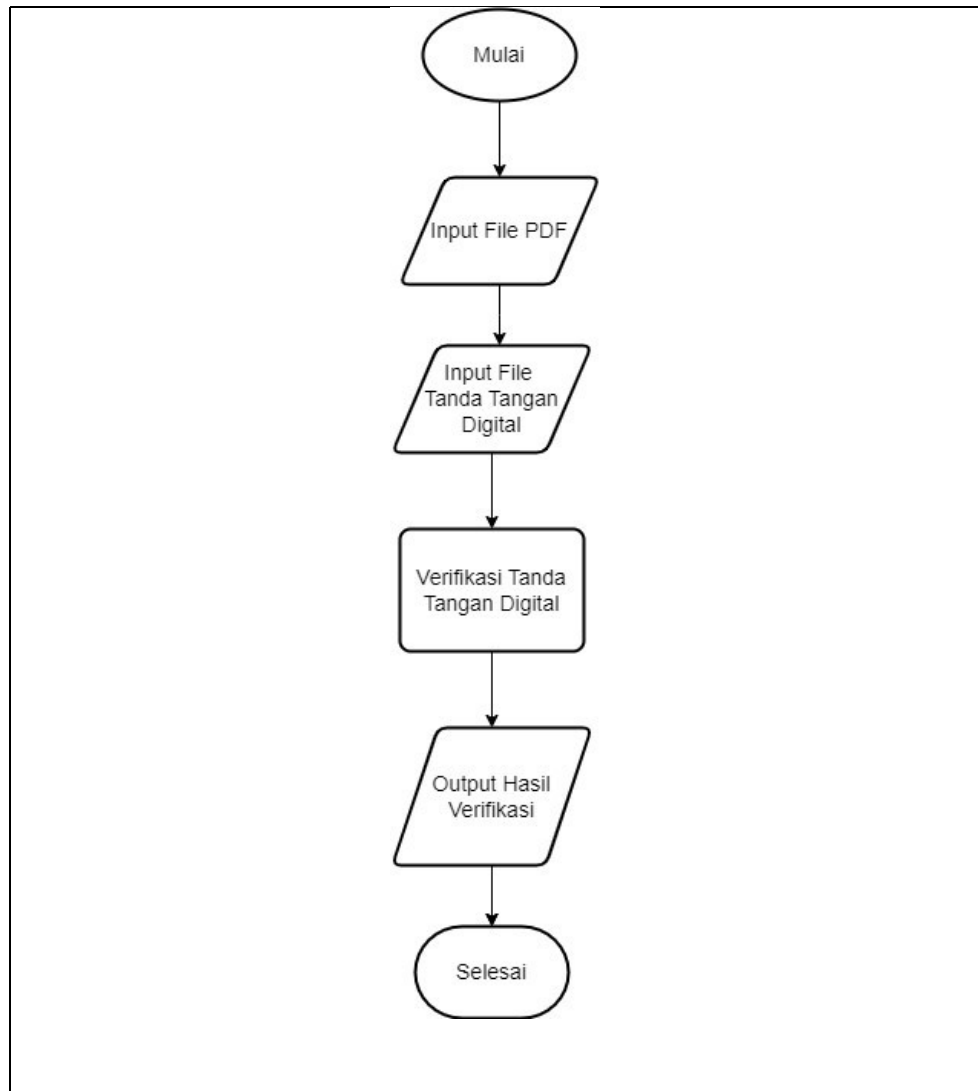 Mulai
Input File PDF
Input File
Tanda Tangan
Digital
Verifikasi Tanda
Tangan Digital
Output Hasil
Verifikasi
Selesai